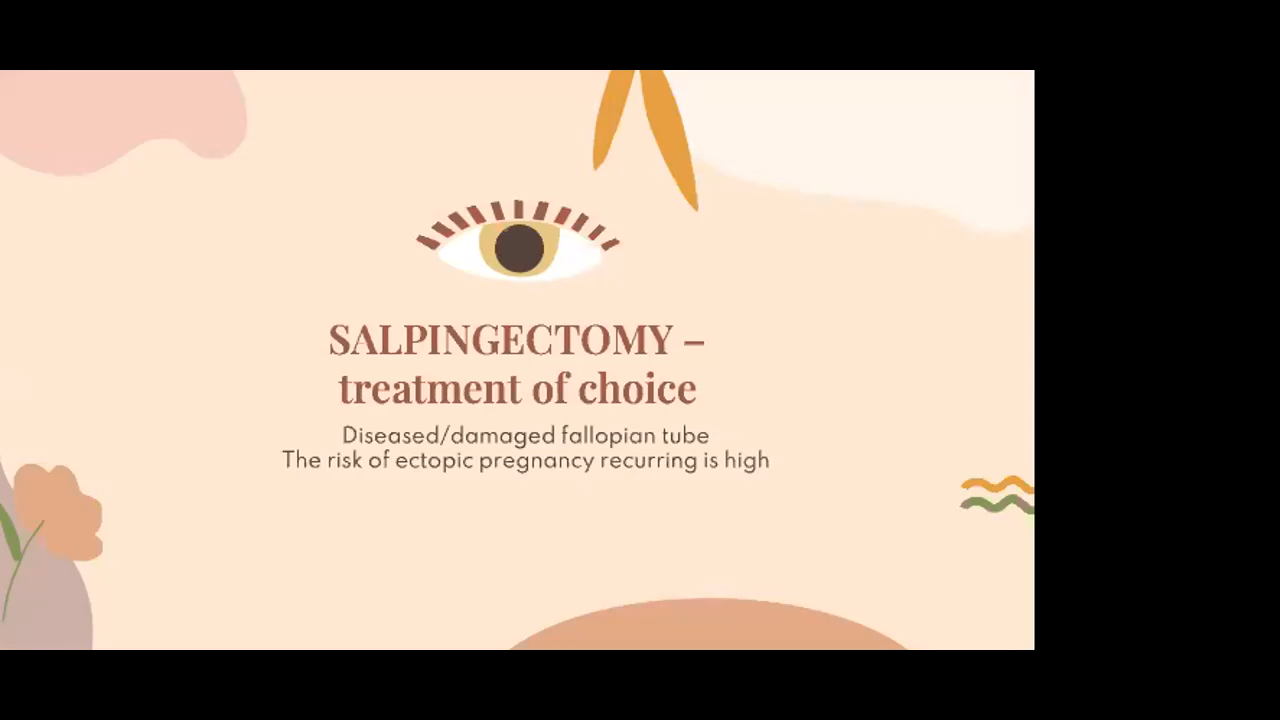 SALPINGECTOMY –
treatment of choice
Diseased/damaged fallopian tube
The risk of ectopic pregnancy recurring is high